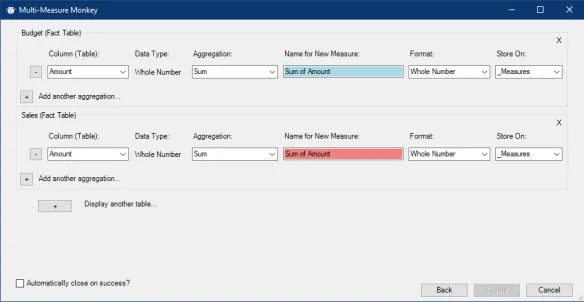 Multi-Measure Monkey
Budget (Fact Table)
X
Column (Table): Data Type: Aggregation: Name for New Measure: Format: Store On:
- Amount Whole Number Sum Sum of Amount Whole Number _Measures
+ Add another aggregation...
Sales (Fact Table)
X
Column (Table): Data Type: Aggregation: Name for New Measure: Format: Store On:
- Amount Whole Number Sum Sum of Amount Whole Number _Measures
+ Add another aggregation...
+ Display another table...
Automatically close on success?
Back Create Cancel